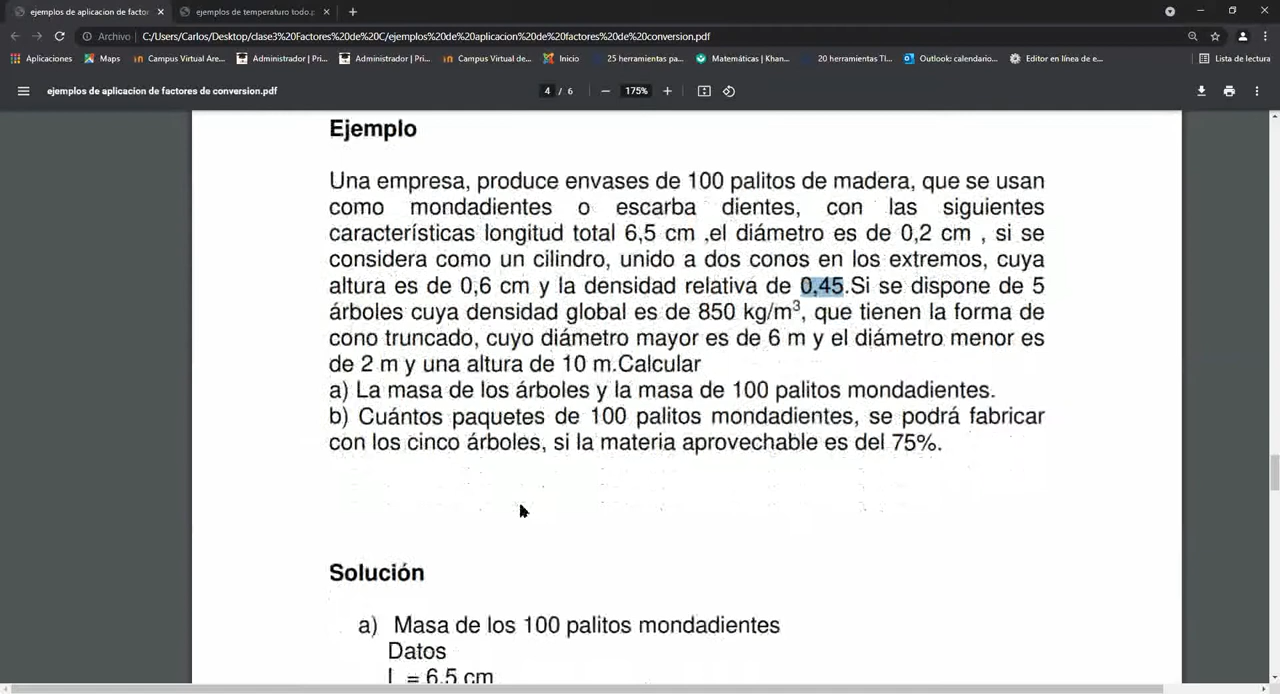 ejemplos de aplicacion de facto
ejemplos de temperaturo todo.p
Archivo
C:/Users/Carlos/Desktop/clase3%20Factores%20de%20C/ejemplos%20de%20aplicacion%20de%20factores%20de%20conversion.pdf
Aplicaciones
Maps
Campus Virtual Are...
Administrador | Pri...
Administrador | Pri...
Campus Virtual de...
Inicio
25 herramientas pa...
Matemáticas | Khan...
20 herramientas TI...
Outlook: calendario...
Editor en línea de e...
Lista de lectura
ejemplos de aplicacion de factores de conversion.pdf
4 / 6
175%
Ejemplo
Una empresa, produce envases de 100 palitos de madera, que se usan
como mondadientes o escarba dientes, con las siguientes
características longitud total 6,5 cm ,el diámetro es de 0,2 cm , si se
considera como un cilindro, unido a dos conos en los extremos, cuya
altura es de 0,6 cm y la densidad relativa de 0,45.Si se dispone de 5
árboles cuya densidad global es de 850 kg/m³, que tienen la forma de
cono truncado, cuyo diámetro mayor es de 6 m y el diámetro menor es
de 2 m y una altura de 10 m.Calcular
a) La masa de los árboles y la masa de 100 palitos mondadientes.
b) Cuántos paquetes de 100 palitos mondadientes, se podrá fabricar
con los cinco árboles, si la materia aprovechable es del 75%.
Solución
a) Masa de los 100 palitos mondadientes
Datos
L = 6.5 cm